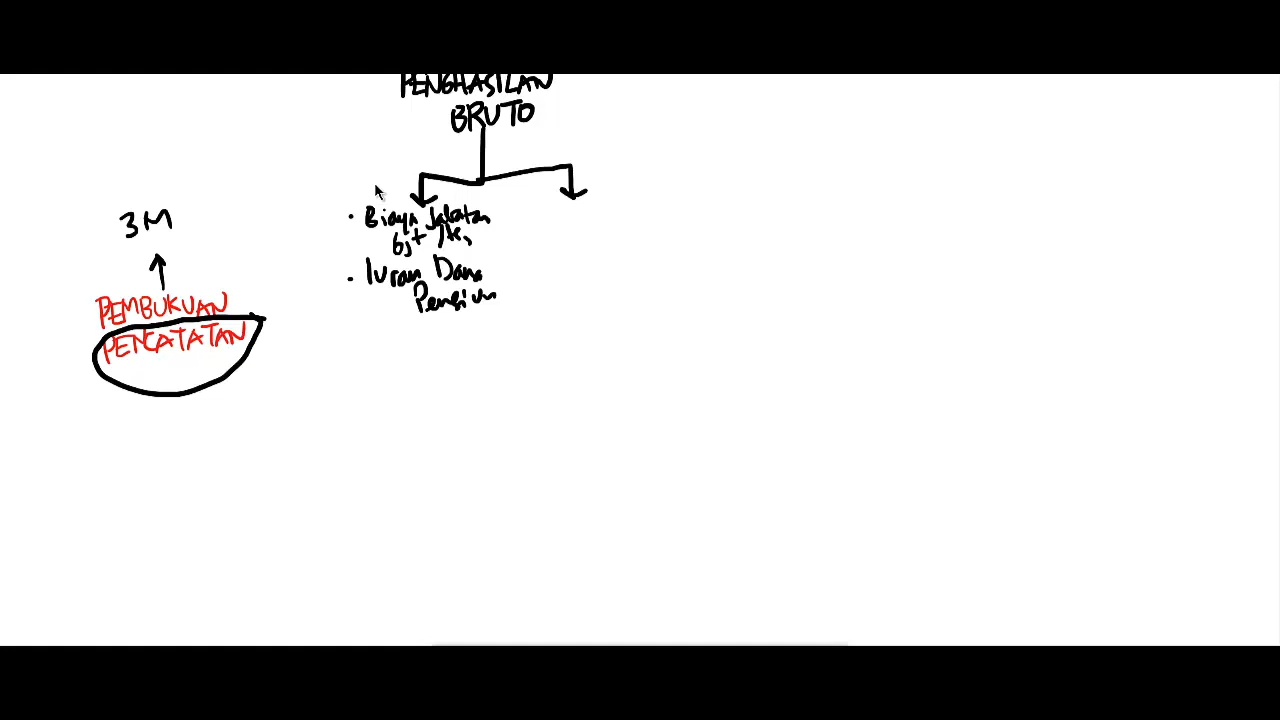 PENGHASILAN
BRUTO
3M
PEMBUKUAN
PENCATATAN
• Biaya Jabatan
• Iuran Dana
Pensiun